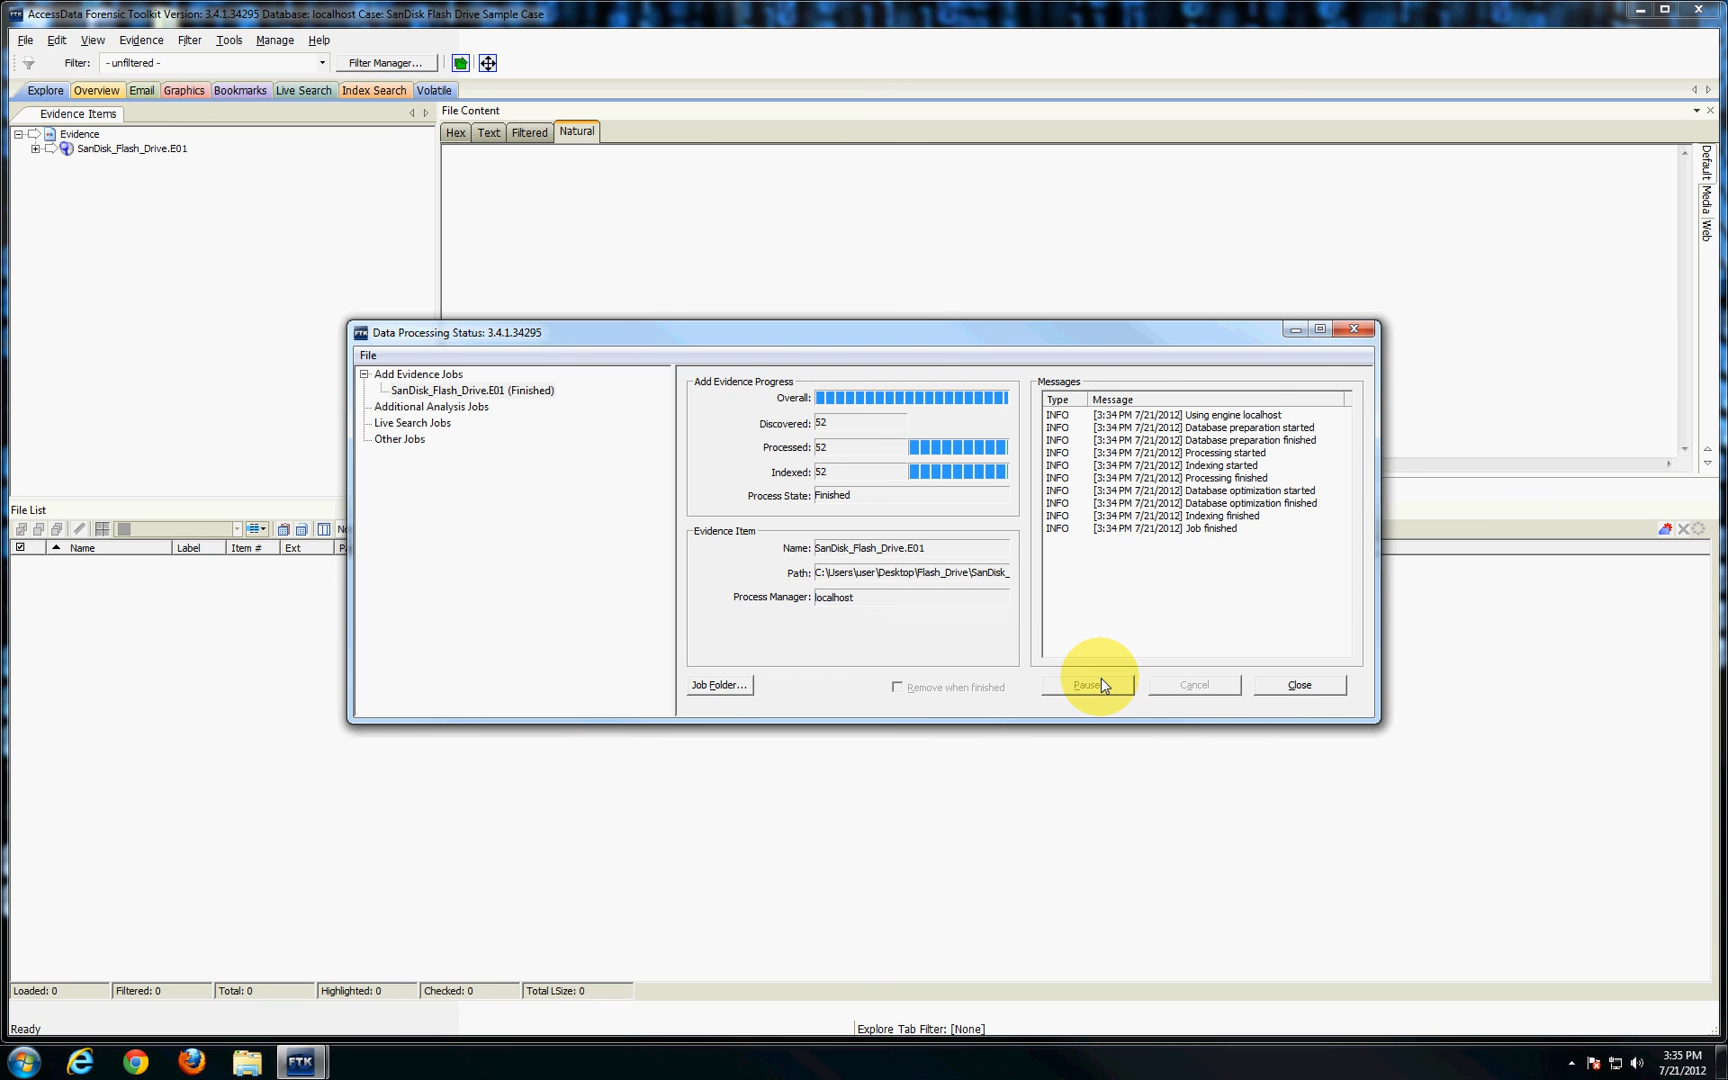 AccessData Forensic Toolkit Version: 3.4.1.34295 Database: localhost Case: SanDisk Flash Drive Sample Case
File Edit View Evidence Filter Tools Manage Help
Filter: - unfiltered - Filter Manager...
Explore Overview Email Graphics Bookmarks Live Search Index Search Volatile
Evidence Items
File Content
Evidence
SanDisk_Flash_Drive.E01
Hex Text Filtered Natural
Default
Media
Web
Data Processing Status: 3.4.1.34295
File
Add Evidence Jobs
SanDisk_Flash_Drive.E01 (Finished)
Additional Analysis Jobs
Live Search Jobs
Other Jobs
Add Evidence Progress
Overall:
Discovered: 52
Processed: 52
Indexed: 52
Process State: Finished
Evidence Item
Name: SanDisk_Flash_Drive.E01
Path: C:\Users\user\Desktop\Flash_Drive\SanDisk_
Process Manager: localhost
Job Folder...
Remove when finished
Messages
Type Message
INFO [3:34 PM 7/21/2012] Using engine localhost
INFO [3:34 PM 7/21/2012] Database preparation started
INFO [3:34 PM 7/21/2012] Database preparation finished
INFO [3:34 PM 7/21/2012] Processing started
INFO [3:34 PM 7/21/2012] Indexing started
INFO [3:34 PM 7/21/2012] Processing finished
INFO [3:34 PM 7/21/2012] Database optimization started
INFO [3:34 PM 7/21/2012] Database optimization finished
INFO [3:34 PM 7/21/2012] Indexing finished
INFO [3:34 PM 7/21/2012] Job finished
Pause Cancel Close
File List
Name Label Item # Ext
Loaded: 0 Filtered: 0 Total: 0 Highlighted: 0 Checked: 0 Total LSize: 0
Ready
Explore Tab Filter: [None]
FTK
3:35 PM
7/21/2012